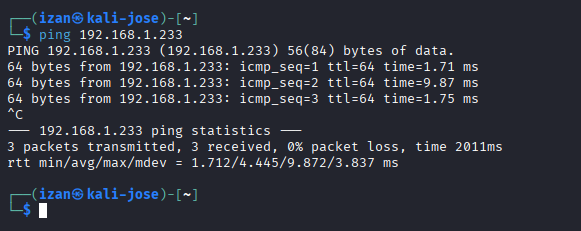 ┌──(izan㉿kali-jose)-[~]
└─$ ping 192.168.1.233
PING 192.168.1.233 (192.168.1.233) 56(84) bytes of data.
64 bytes from 192.168.1.233: icmp_seq=1 ttl=64 time=1.71 ms
64 bytes from 192.168.1.233: icmp_seq=2 ttl=64 time=9.87 ms
64 bytes from 192.168.1.233: icmp_seq=3 ttl=64 time=1.75 ms
^C
--- 192.168.1.233 ping statistics ---
3 packets transmitted, 3 received, 0% packet loss, time 2011ms
rtt min/avg/max/mdev = 1.712/4.445/9.872/3.837 ms
┌──(izan㉿kali-jose)-[~]
└─$